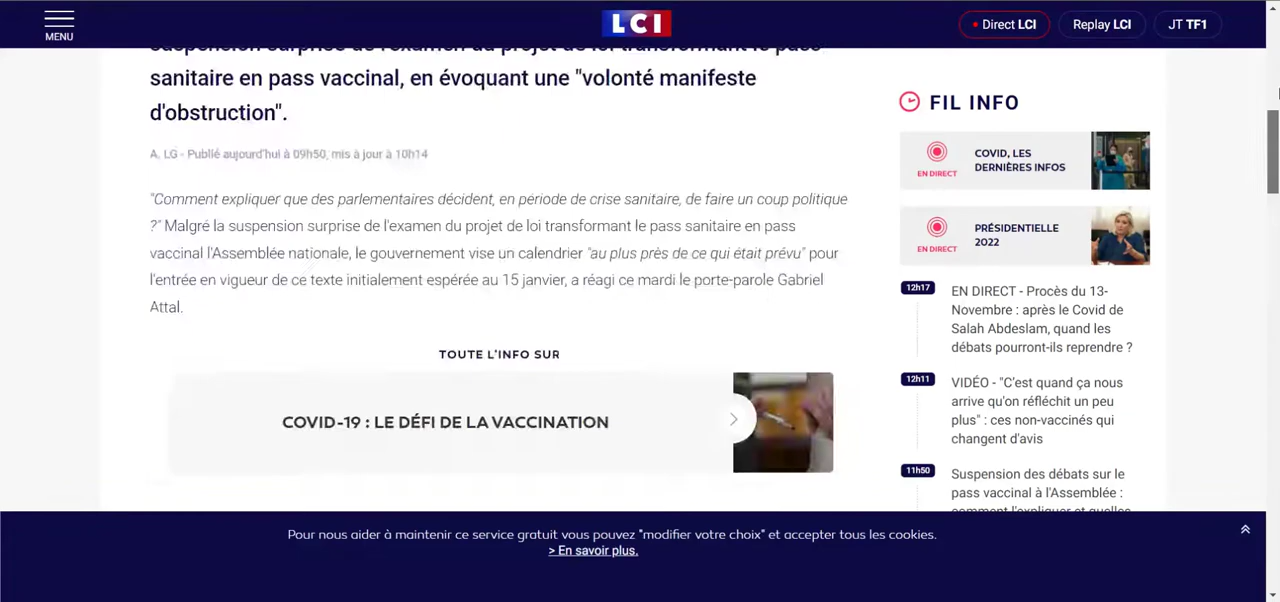 MENU
LCI
Direct LCI
Replay LCI
JT TF1
suspension surprise de l'examen du projet de loi transformant le pass
sanitaire en pass vaccinal, en évoquant une "volonté manifeste
d'obstruction".
A. LG - Publié aujourd'hui à 09h50, mis à jour à 10h14
"Comment expliquer que des parlementaires décident, en période de crise sanitaire, de faire un coup politique
?" Malgré la suspension surprise de l'examen du projet de loi transformant le pass sanitaire en pass
vaccinal l'Assemblée nationale, le gouvernement vise un calendrier "au plus près de ce qui était prévu" pour
l'entrée en vigueur de ce texte initialement espérée au 15 janvier, a réagi ce mardi le porte-parole Gabriel
Attal.
TOUTE L'INFO SUR
COVID-19 : LE DÉFI DE LA VACCINATION
FIL INFO
EN DIRECT
COVID, LES
DERNIÈRES INFOS
EN DIRECT
PRÉSIDENTIELLE
2022
12h17
EN DIRECT - Procès du 13-
Novembre : après le Covid de
Salah Abdeslam, quand les
débats pourront-ils reprendre ?
12h11
VIDÉO - "C'est quand ça nous
arrive qu'on réfléchit un peu
plus" : ces non-vaccinés qui
changent d'avis
11h50
Suspension des débats sur le
pass vaccinal à l'Assemblée :
comment l'expliquer et quelles
Pour nous aider à maintenir ce service gratuit vous pouvez "modifier votre choix" et accepter tous les cookies.
> En savoir plus.